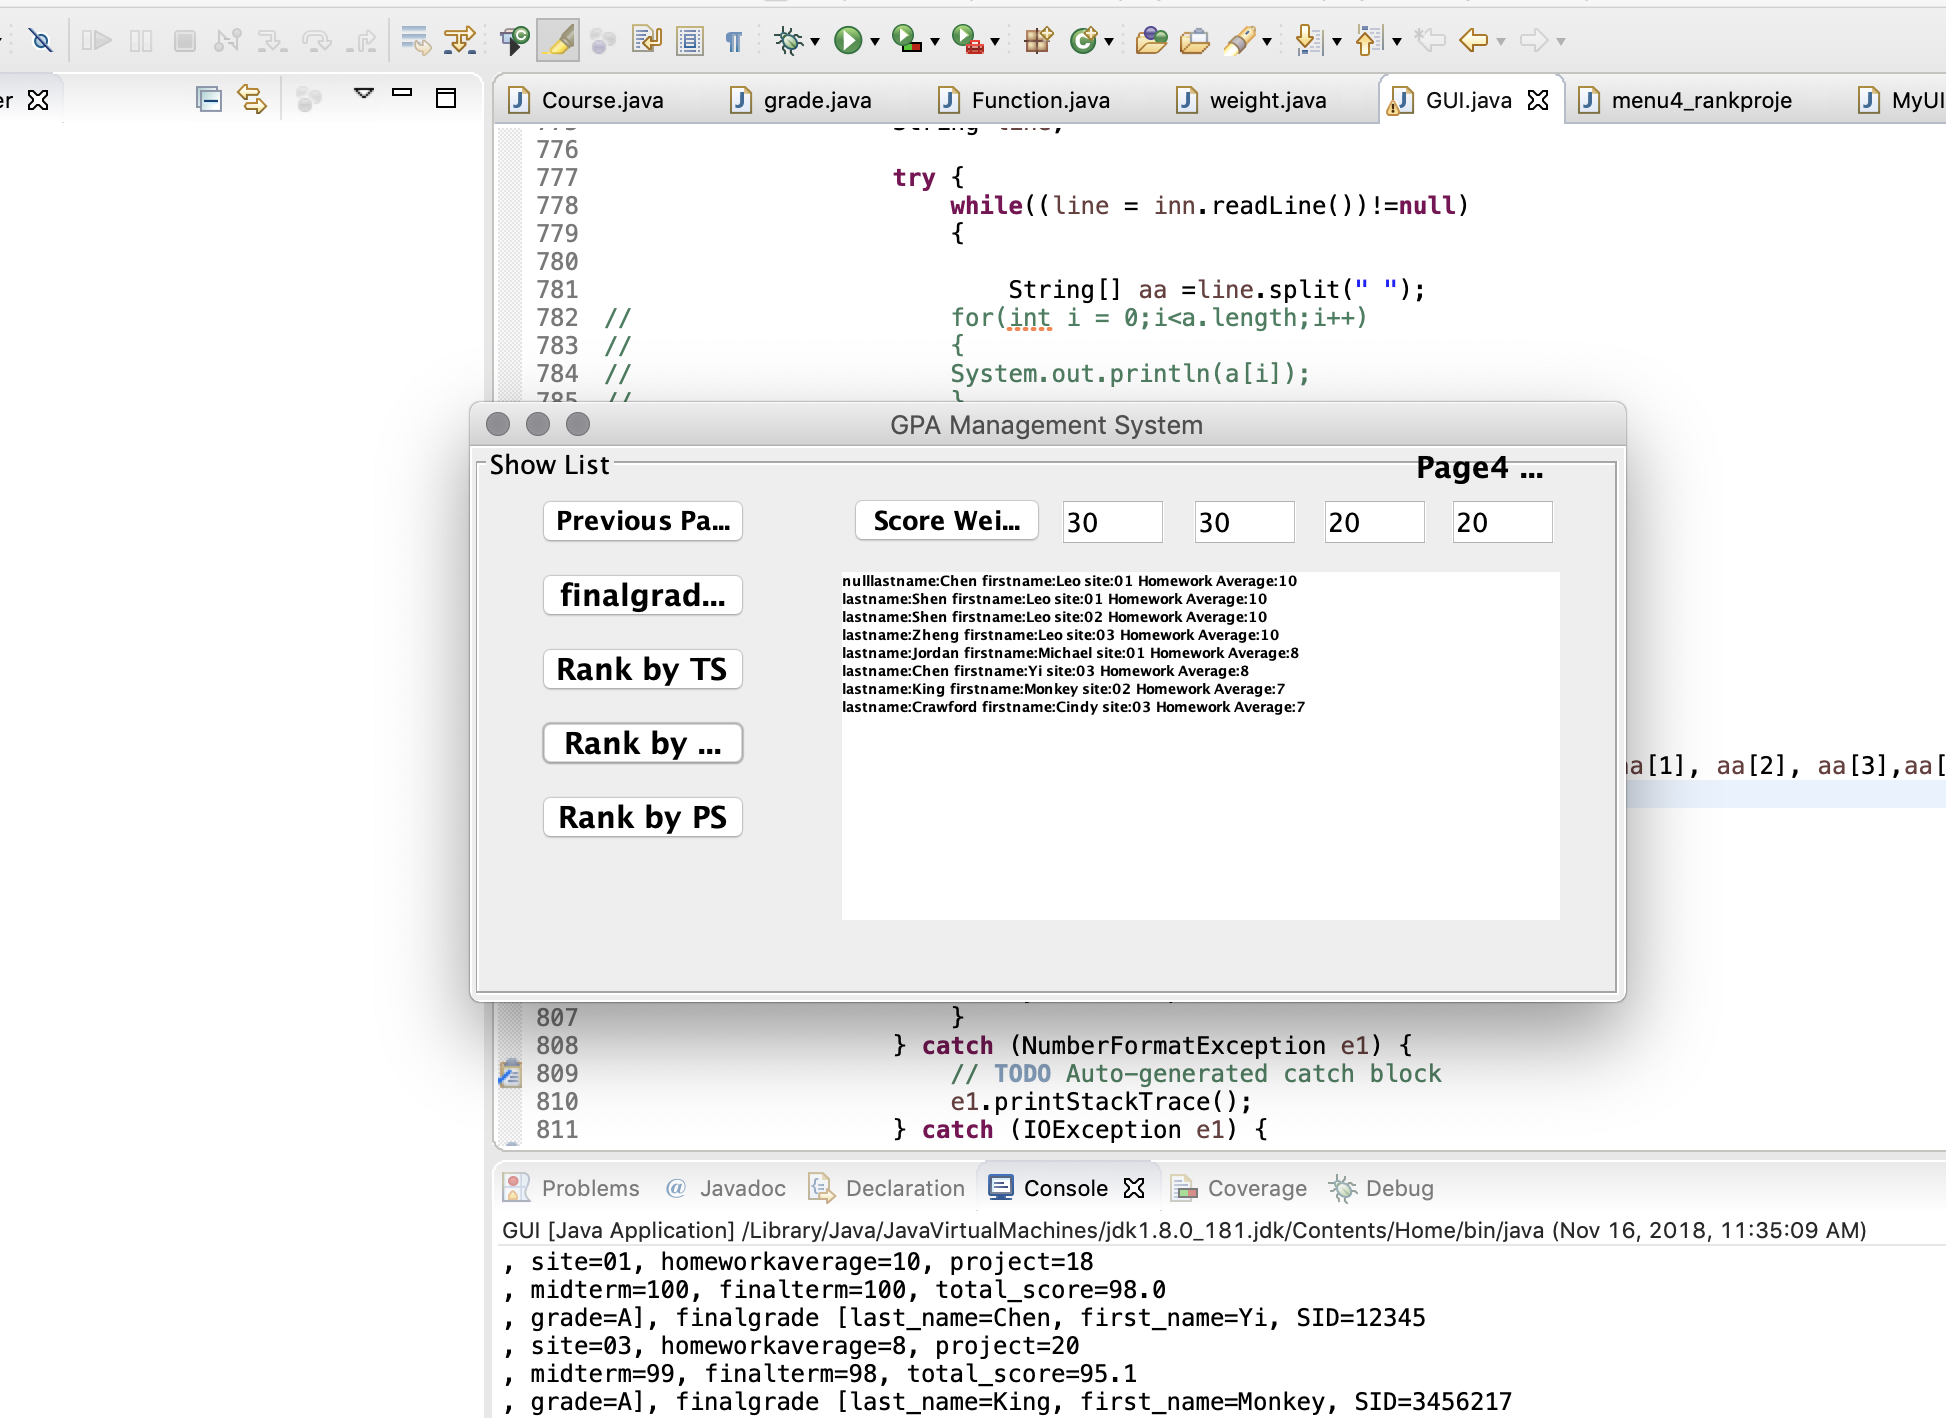 er
Course.java
grade.java
Function.java
weight.java
GUI.java
menu4_rankproje
MyUI
776
777 try {
778 while((line = inn.readLine())!=null)
779 {
780
781 String[] aa =line.split(" ");
782 // for(int i = 0;i<a.length;i++)
783 // {
784 // System.out.println(a[i]);
785 // }
GPA Management System
Show List
Page4 ...
Previous Pa...
Score Wei...
30
30
20
20
finalgrad...
Rank by TS
Rank by ...
Rank by PS
nulllastname:Chen firstname:Leo site:01 Homework Average:10
lastname:Shen firstname:Leo site:01 Homework Average:10
lastname:Shen firstname:Leo site:02 Homework Average:10
lastname:Zheng firstname:Leo site:03 Homework Average:10
lastname:Jordan firstname:Michael site:01 Homework Average:8
lastname:Chen firstname:Yi site:03 Homework Average:8
lastname:King firstname:Monkey site:02 Homework Average:7
lastname:Crawford firstname:Cindy site:03 Homework Average:7
aa[1], aa[2], aa[3],aa[
807 }
808 } catch (NumberFormatException e1) {
809 // TODO Auto-generated catch block
810 e1.printStackTrace();
811 } catch (IOException e1) {
Problems
@ Javadoc
Declaration
Console
Coverage
Debug
GUI [Java Application] /Library/Java/JavaVirtualMachines/jdk1.8.0_181.jdk/Contents/Home/bin/java (Nov 16, 2018, 11:35:09 AM)
, site=01, homeworkaverage=10, project=18
, midterm=100, finalterm=100, total_score=98.0
, grade=A], finalgrade [last_name=Chen, first_name=Yi, SID=12345
, site=03, homeworkaverage=8, project=20
, midterm=99, finalterm=98, total_score=95.1
, grade=A], finalgrade [last_name=King, first_name=Monkey, SID=3456217